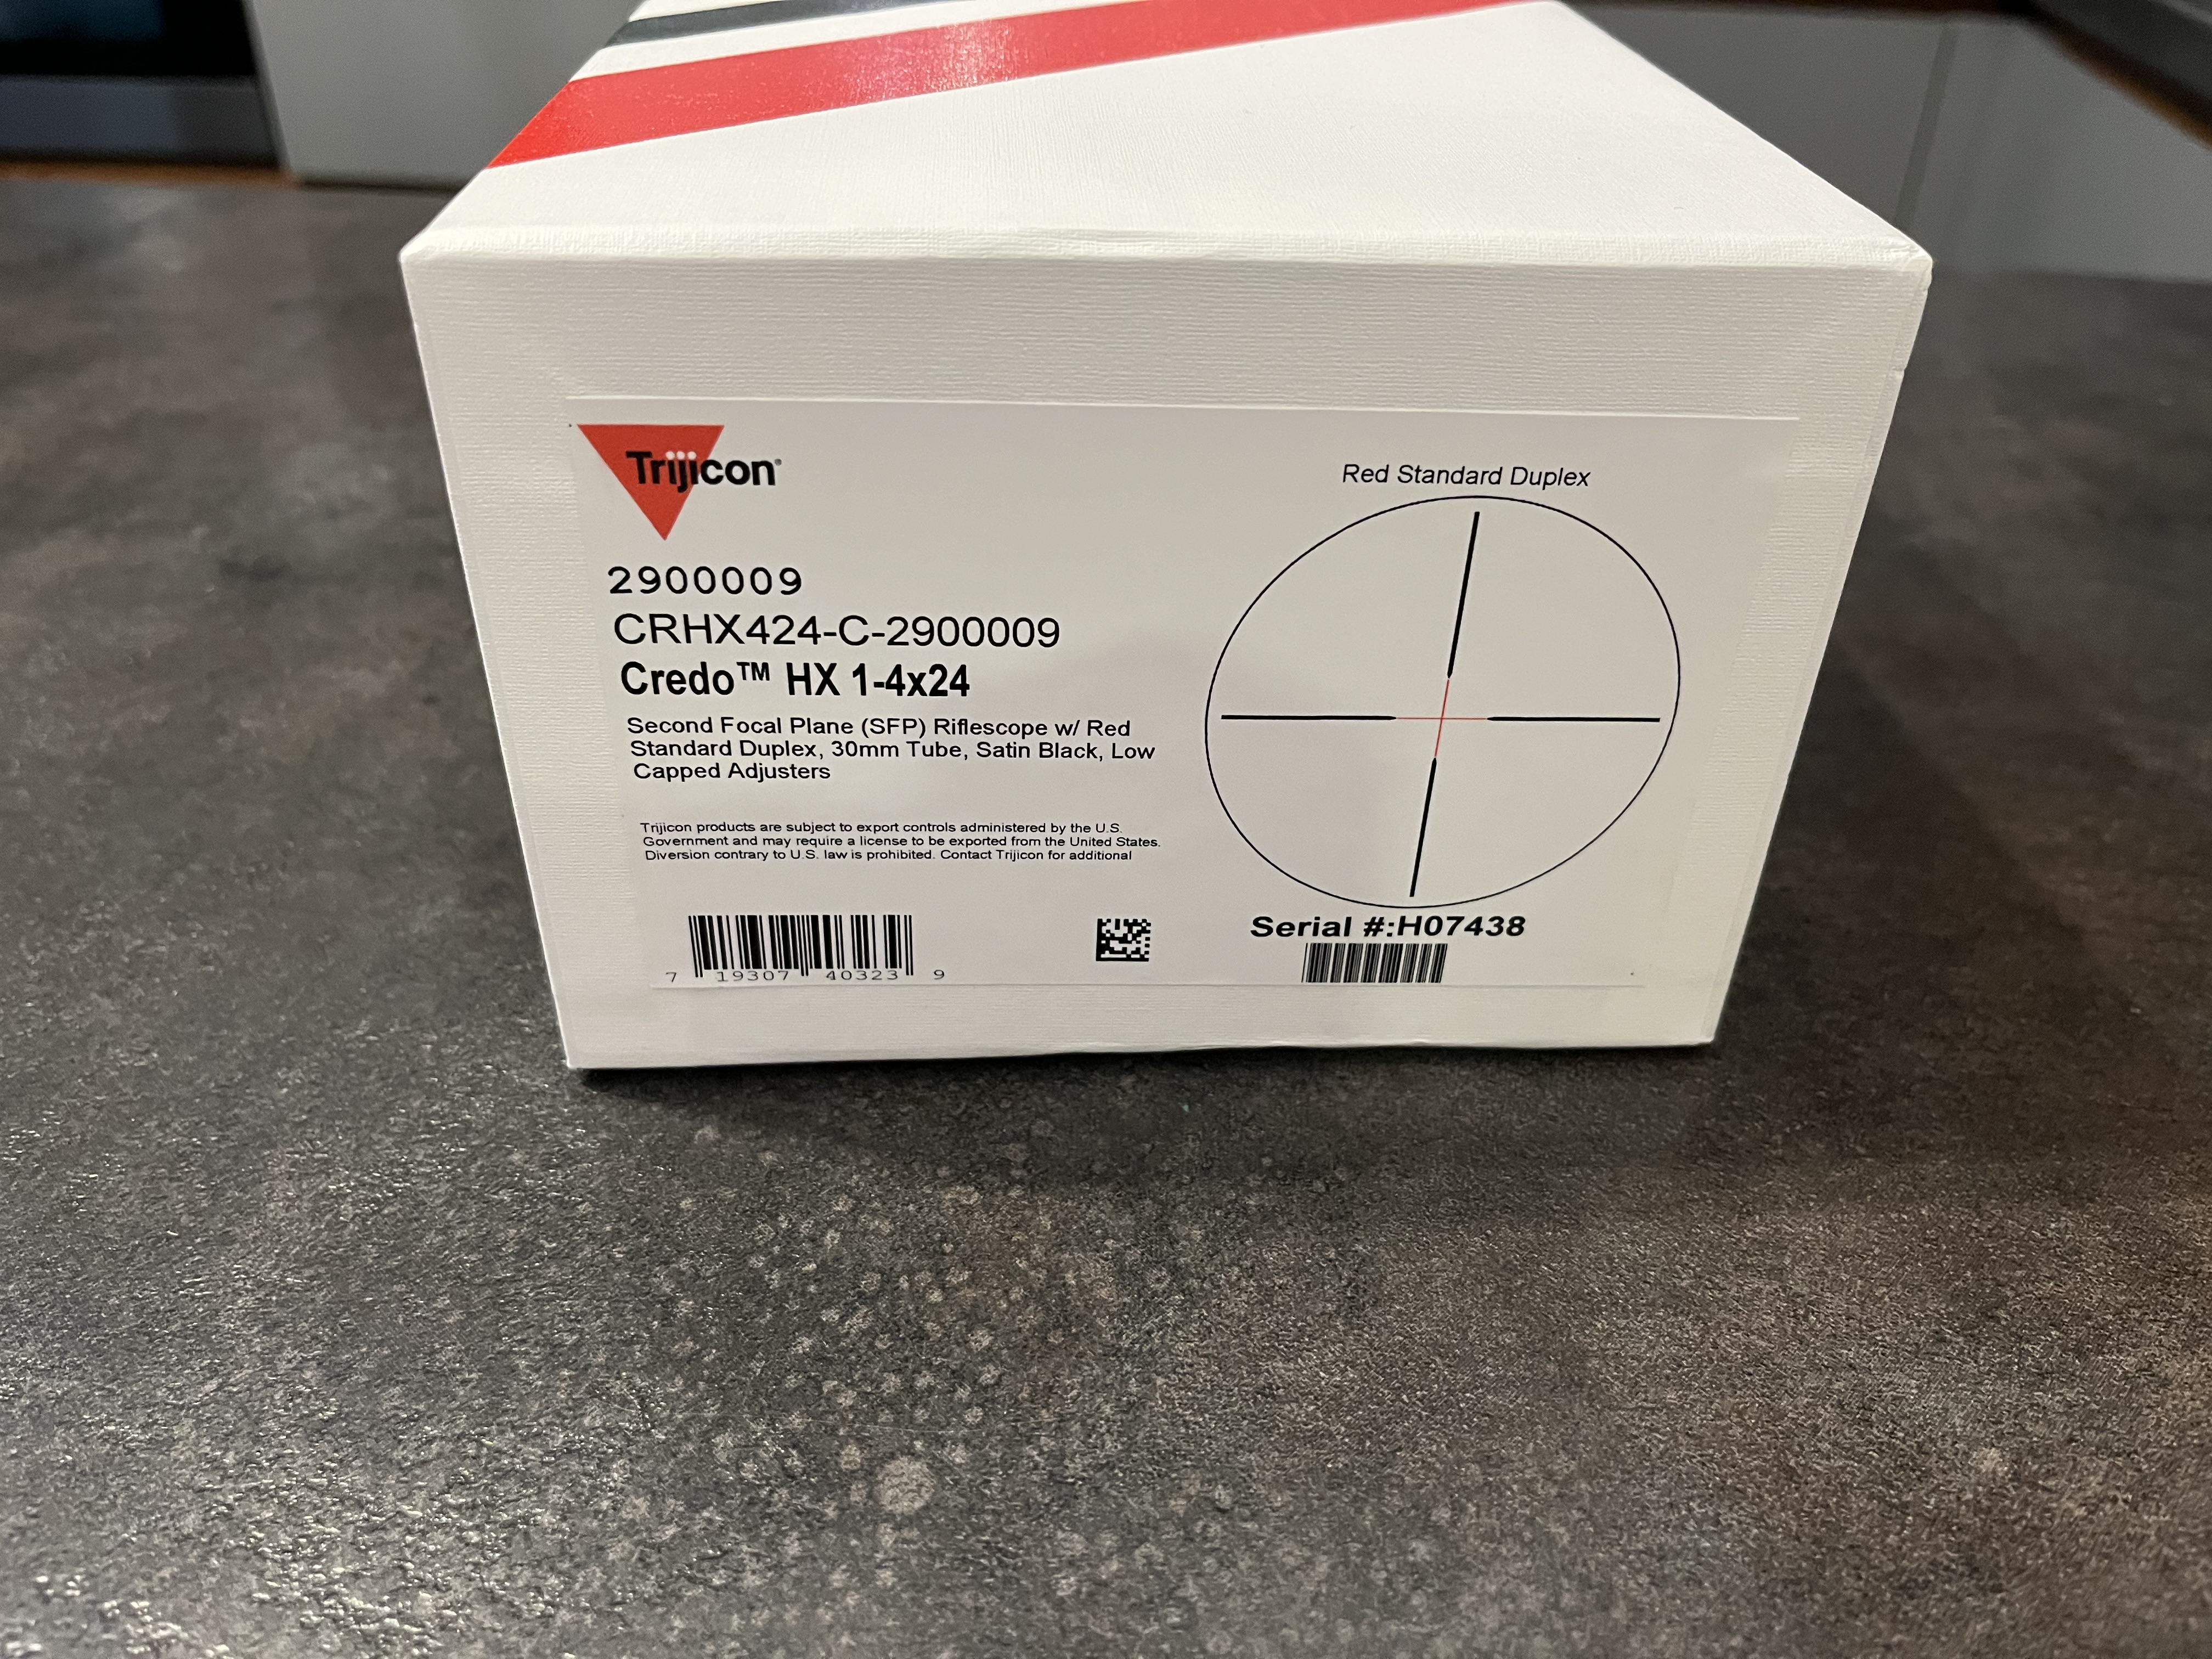 Trijicon®
Red Standard Duplex
2900009
CRHX424-C-2900009
Credo™ HX 1-4x24
Second Focal Plane (SFP) Riflescope w/ Red
Standard Duplex, 30mm Tube, Satin Black, Low
Capped Adjusters
Trijicon products are subject to export controls administered by the U.S.
Government and may require a license to be exported from the United States.
Diversion contrary to U.S. law is prohibited. Contact Trijicon for additional
7 19307 40323 9
Serial #:H07438